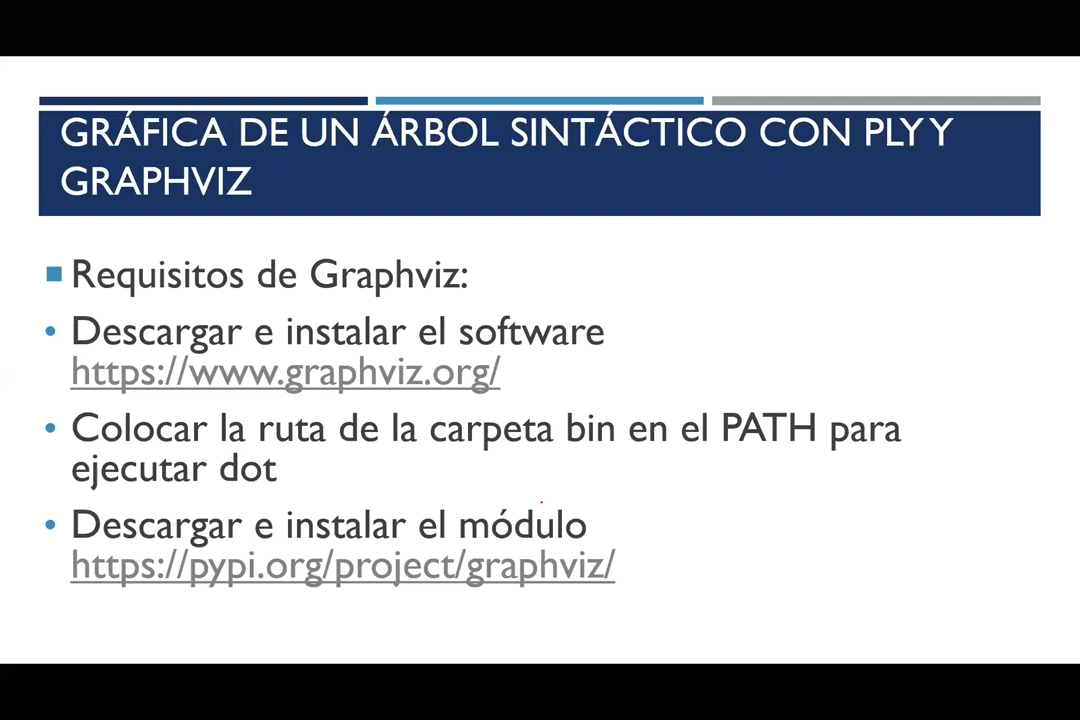 GRÁFICA DE UN ÁRBOL SINTÁCTICO CON PLY Y
GRAPHVIZ
Requisitos de Graphviz:
Descargar e instalar el software
https://www.graphviz.org/
Colocar la ruta de la carpeta bin en el PATH para
ejecutar dot
Descargar e instalar el módulo
https://pypi.org/project/graphviz/